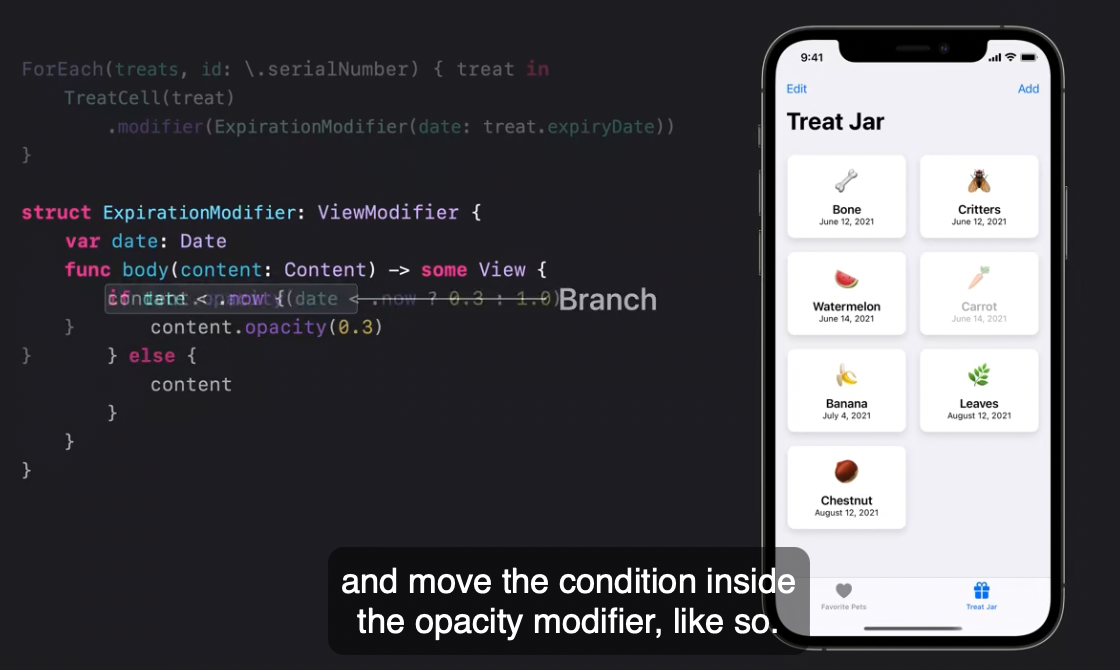 ForEach(treats, id: \.serialNumber) { treat in
TreatCell(treat)
.modifier(ExpirationModifier(date: treat.expiryDate))
}
struct ExpirationModifier: ViewModifier {
var date: Date
func body(content: Content) -> some View {
if date < .now {
content.opacity(date < .now ? 0.3 : 1.0)
Branch
} content.opacity(0.3)
} } else {
content
}
}
}
9:41
Edit Add
Treat Jar
Bone Critters
June 12, 2021 June 12, 2021
Watermelon Carrot
June 14, 2021 June 14, 2021
Banana Leaves
July 4, 2021 August 12, 2021
Chestnut
August 12, 2021
Favorite Pets Treat Jar
and move the condition inside
the opacity modifier, like so.